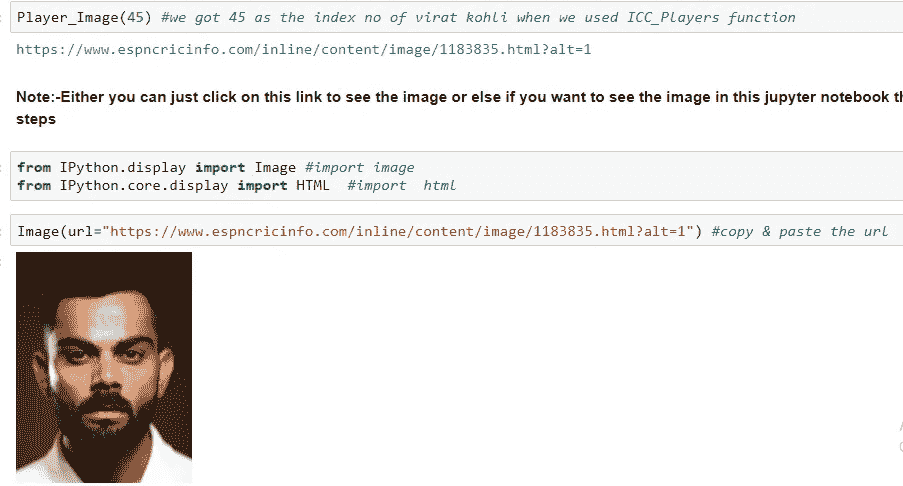 Player_Image(45) #we got 45 as the index no of virat kohli when we used ICC_Players function
https://www.espncricinfo.com/inline/content/image/1183835.html?alt=1
Note:-Either you can just click on this link to see the image or else if you want to see the image in this jupyter notebook
steps
from IPython.display import Image #import image
from IPython.core.display import HTML #import html
Image(url="https://www.espncricinfo.com/inline/content/image/1183835.html?alt=1") #copy & paste the url